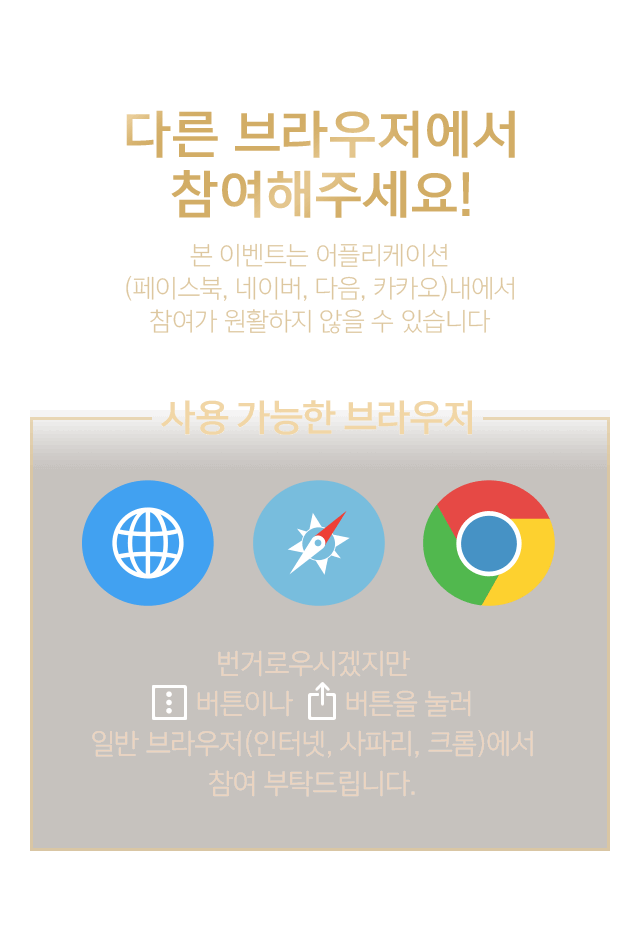 다른 브라우저에서
참여해주세요!
본 이벤트는 어플리케이션
(페이스북, 네이버, 다음, 카카오)내에서
참여가 원활하지 않을 수 있습니다
사용 가능한 브라우저
번거로우시겠지만
버튼이나 버튼을 눌러
일반 브라우저(인터넷, 사파리, 크롬)에서
참여 부탁드립니다.